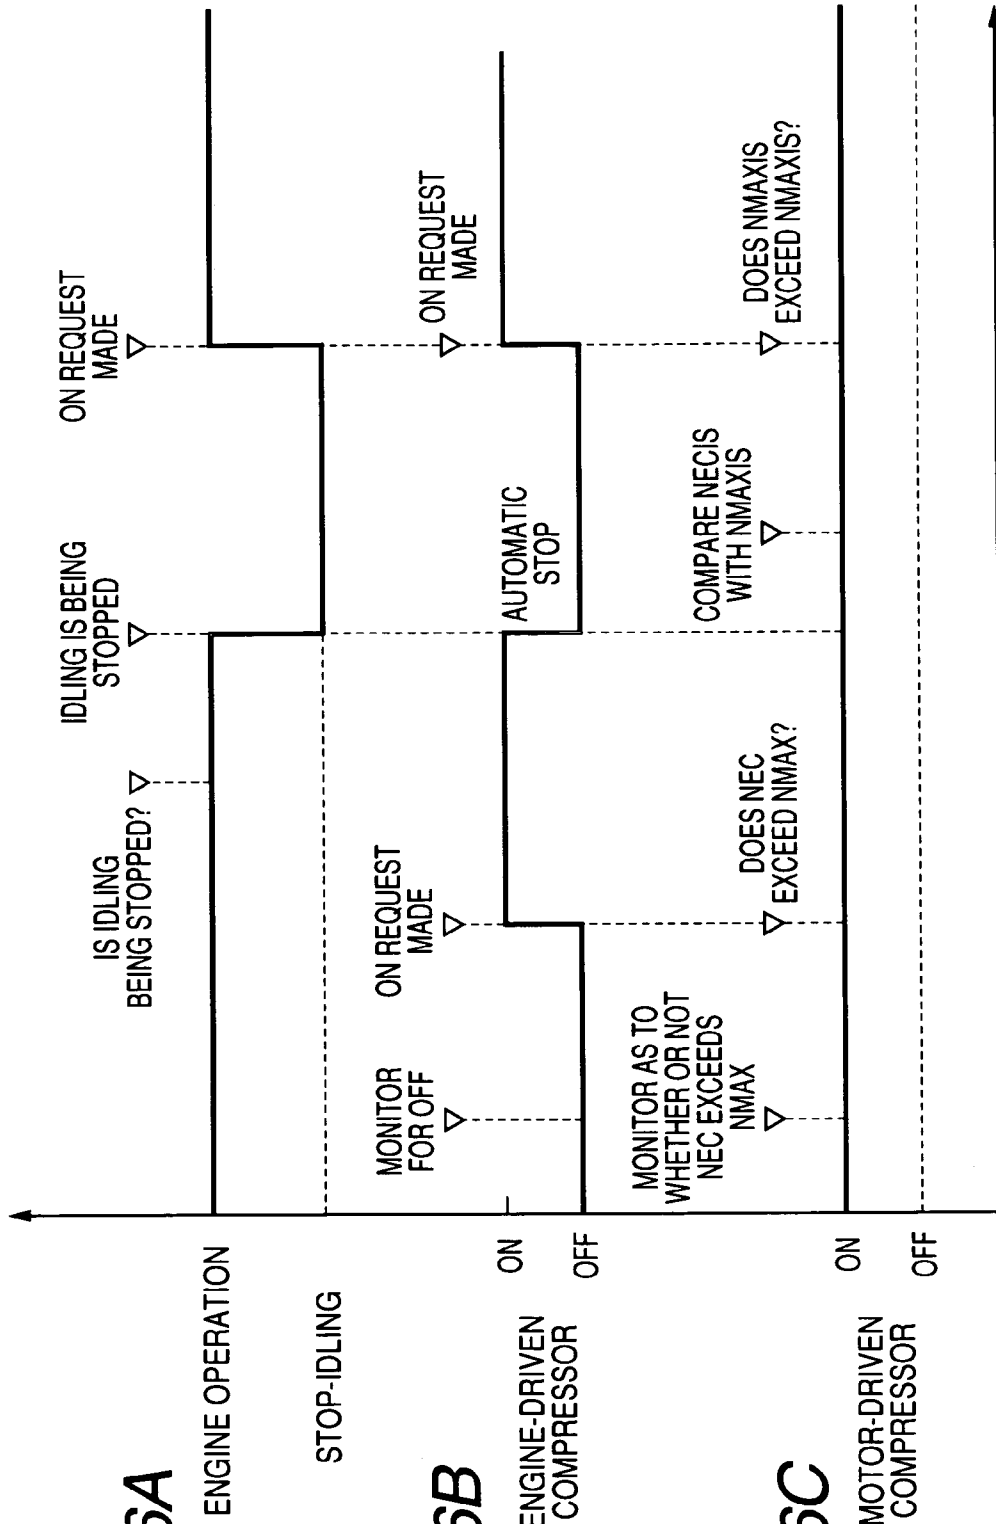 6A
ENGINE OPERATION
STOP-IDLING
IS IDLING
BEING STOPPED?
IDLING IS BEING
STOPPED
ON REQUEST
MADE
6B
ENGINE-DRIVEN
COMPRESSOR
ON
OFF
MONITOR
FOR OFF
ON REQUEST
MADE
AUTOMATIC
STOP
ON REQUEST
MADE
6C
MOTOR-DRIVEN
COMPRESSOR
ON
OFF
MONITOR AS TO
WHETHER OR NOT
NEC EXCEEDS
NMAX
DOES NEC
EXCEED NMAX?
COMPARE NECIS
WITH NMAXIS
DOES NMAXIS
EXCEED NMAXIS?